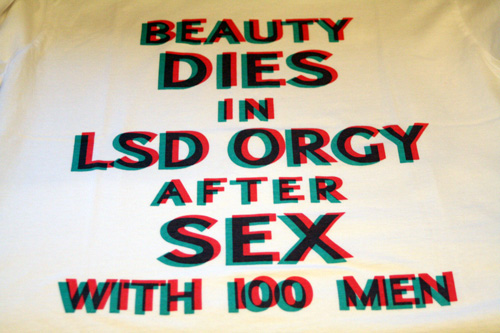 BEAUTY
DIES
IN
LSD ORGY
AFTER
SEX
WITH 100 MEN